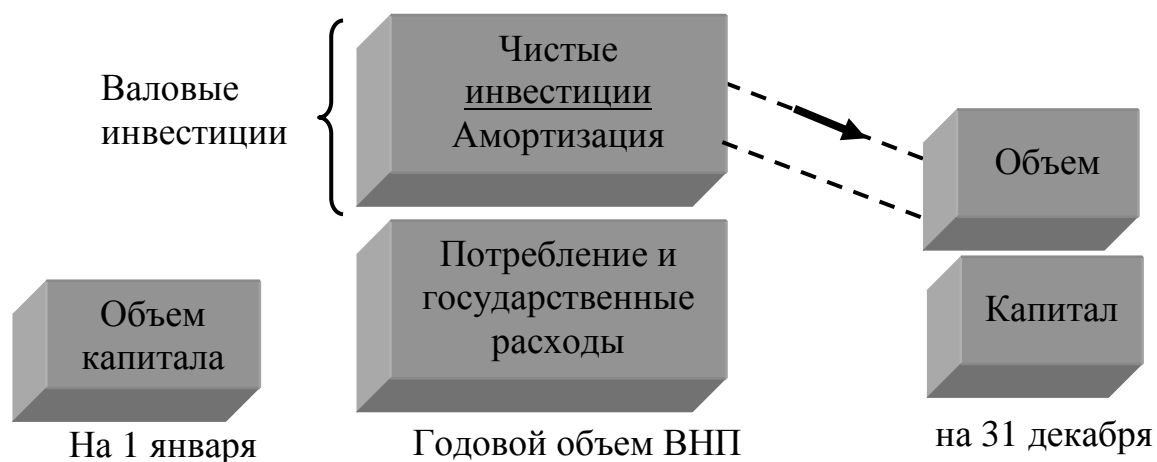 Валовые
инвестиции
Чистые
инвестиции
Амортизация
Объем
Потребление и
государственные
расходы
Объем
капитала
Капитал
На 1 января
Годовой объем ВНП
на 31 декабря